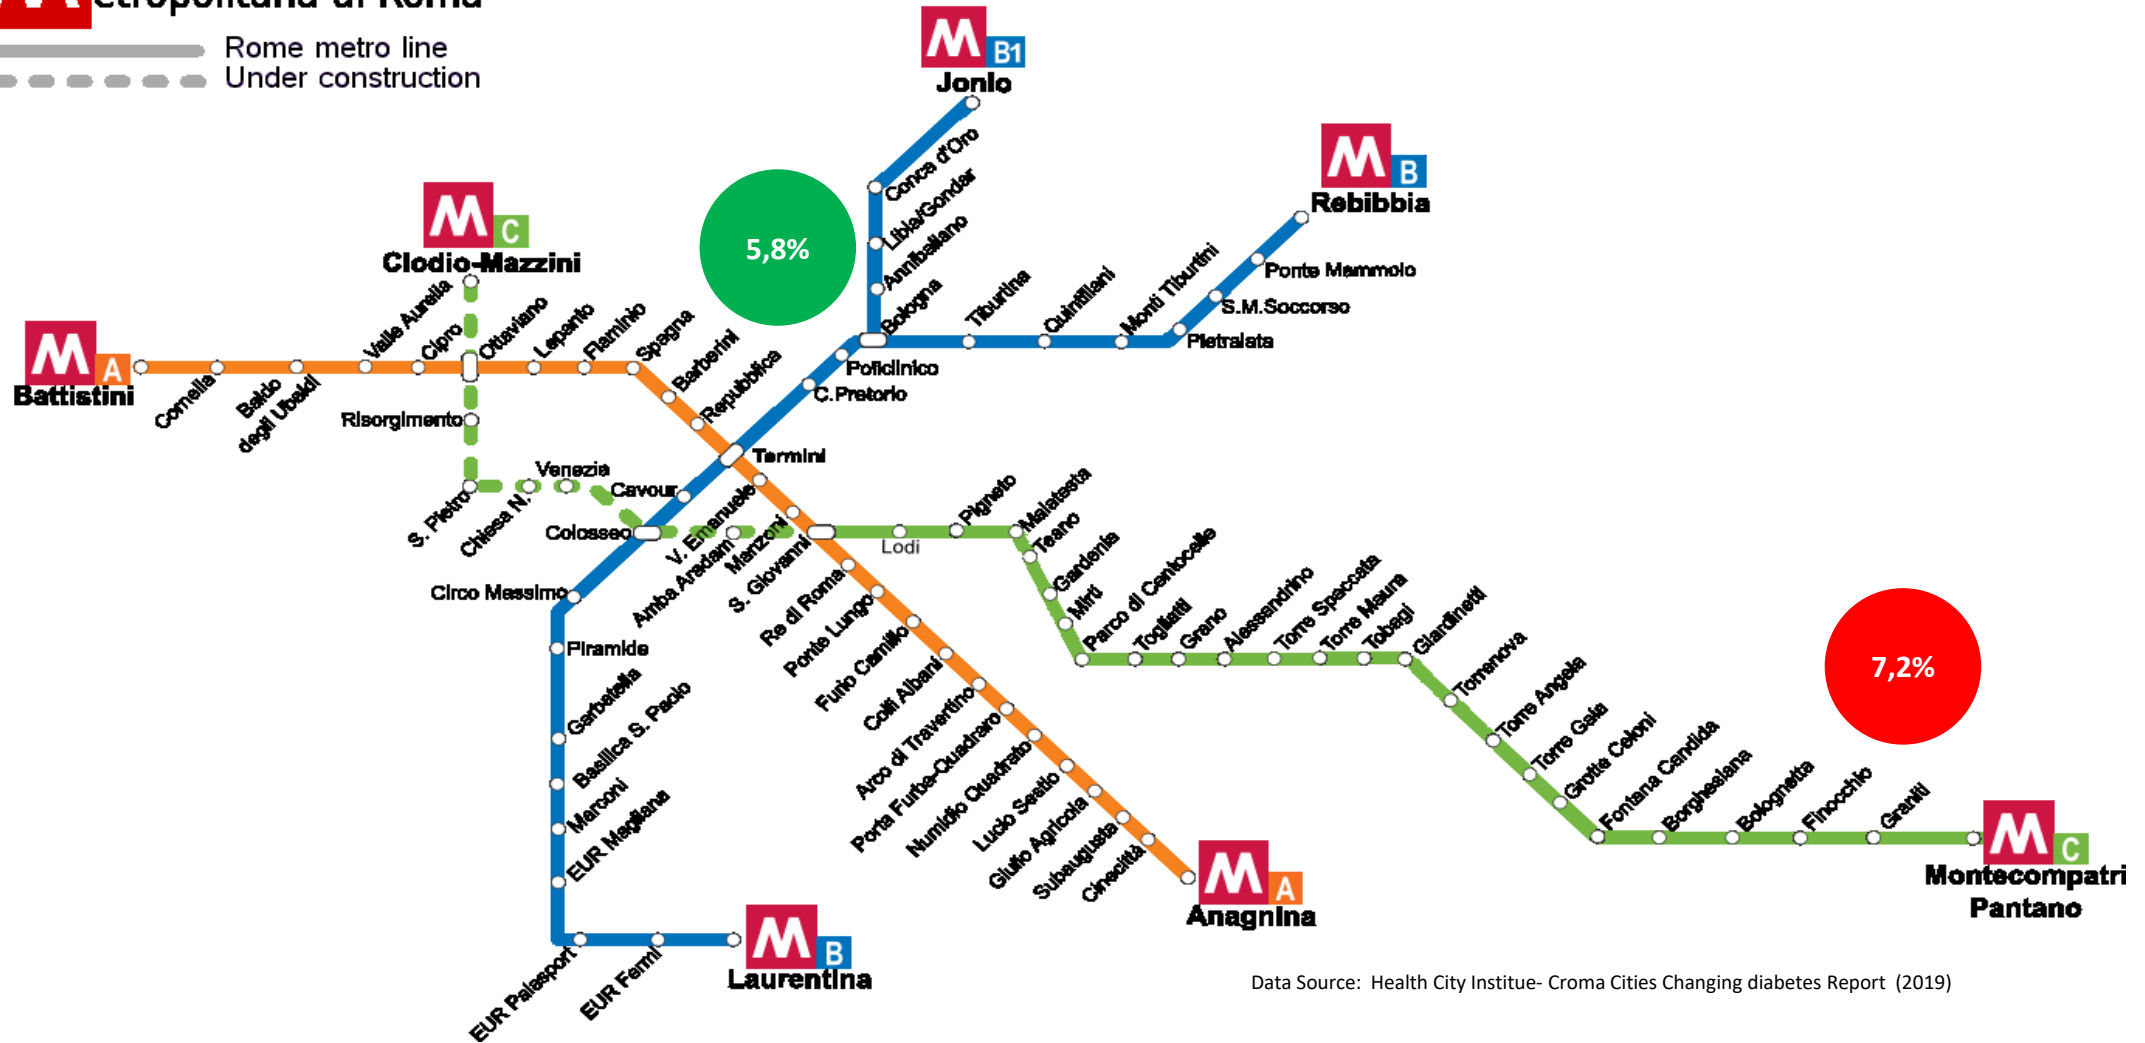 etropolitana di Roma
Rome metro line
Under construction
M B1
Jonio
M B
Rebibbia
M C
Clodio-Mazzini
M A
Battistini
5,8%
7,2%
Conca d'Oro
Libia/Gondar
Annibaliano
Bologna
Tiburtina
Quintiliani
Monti Tiburtini
Ponte Mammolo
S.M.Soccorso
Pietralata
Policlinico
C.Pretorio
Cornelia
Baldo
degli Ubaldi
Valle Aurelia
Cipro
Ottaviano
Lepanto
Flaminio
Spagna
Barberini
Repubblica
Termini
Risorgimento
S. Pietro
Chiesa N.
Venezia
Cavour
Colosseo
V. Emanuele
Amba Aradam
Manzoni
S. Giovanni
Lodi
Pigneto
Malatesta
Teano
Gardenia
Mirti
Parco di Centocelle
Togliatti
Grano
Alessandrino
Torre Spaccata
Torre Maura
Tobagi
Giardinetti
Torrenova
Torre Angela
Torre Gaia
Grotte Celoni
Fontana Candida
Borghesiana
Bolognetta
Finocchio
Graniti
M C
Montecompatri
Pantano
Circo Massimo
Piramide
Garbatella
Basilica S. Paolo
Marconi
EUR Magliana
EUR Palasport
EUR Fermi
M B
Laurentina
Re di Roma
Ponte Lungo
Furio Camillo
Colli Albani
Arco di Travertino
Porta Furba-Quadraro
Numidio Quadrato
Lucio Sestio
Giulio Agricola
Subaugusta
Cinecittà
M A
Anagnina
Data Source: Health City Institue- Croma Cities Changing diabetes Report (2019)